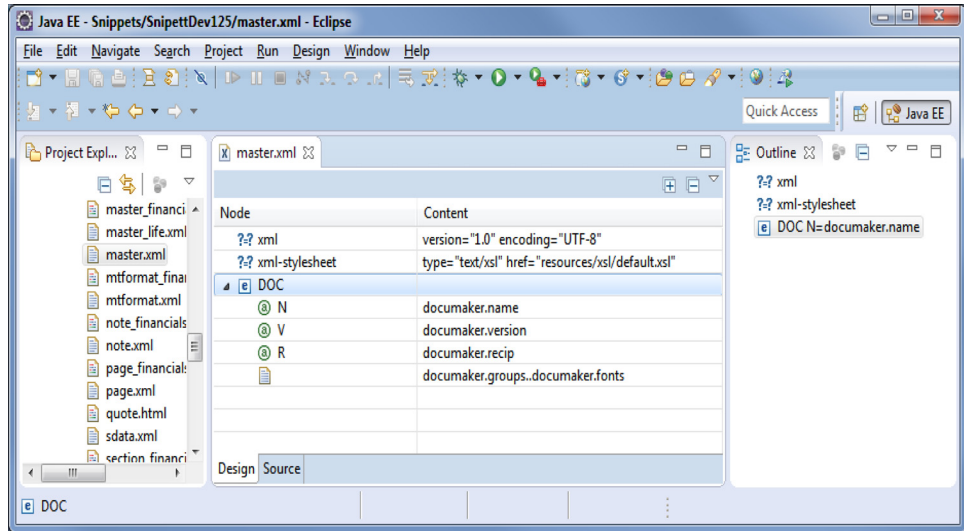 Java EE - Snippets/SnipettDev125/master.xml - Eclipse
File Edit Navigate Search Project Run Design Window Help
Quick Access
Java EE
Project Expl...
master_financi
master_life.xml
master.xml
mtformat_finan
mtformat.xml
note_financials
note.xml
page_financial:
page.xml
quote.html
sdata.xml
section_financi
master.xml
Node Content
?=? xml version="1.0" encoding="UTF-8"
?=? xml-stylesheet type="text/xsl" href="resources/xsl/default.xsl"
e DOC
a N documaker.name
a V documaker.version
a R documaker.recip
documaker.groups..documaker.fonts
Design Source
Outline
?=? xml
?=? xml-stylesheet
e DOC N=documaker.name
e DOC